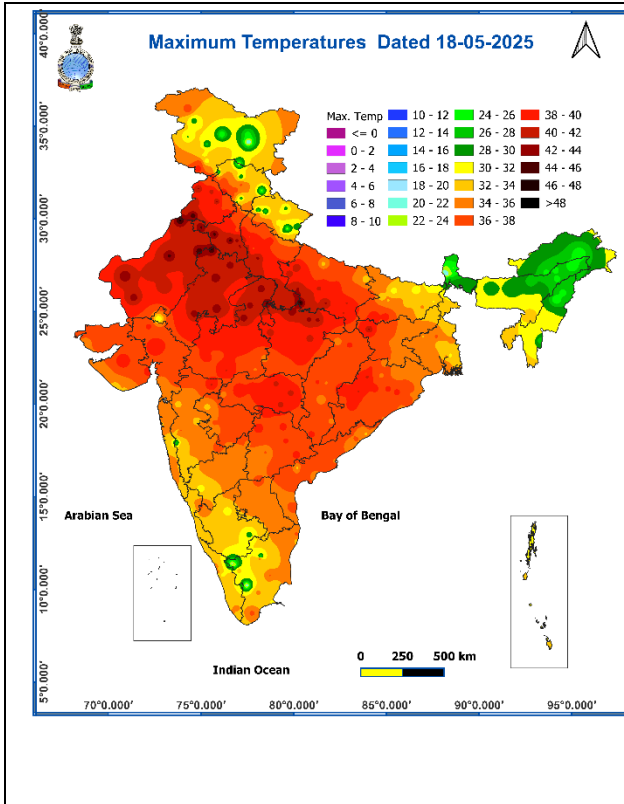 Maximum Temperatures Dated 18-05-2025
Max. Temp
<= 0
0 - 2
2 - 4
4 - 6
6 - 8
8 - 10
10 - 12
12 - 14
14 - 16
16 - 18
18 - 20
20 - 22
22 - 24
24 - 26
26 - 28
28 - 30
30 - 32
32 - 34
34 - 36
36 - 38
38 - 40
40 - 42
42 - 44
44 - 46
46 - 48
>48
40°0.000'
35°0.000'
30°0.000'
25°0.000'
20°0.000'
15°0.000'
10°0.000'
5°0.000'
Arabian Sea
Bay of Bengal
Indian Ocean
0 250 500 km
70°0.000' 75°0.000' 80°0.000' 85°0.000' 90°0.000' 95°0.000'